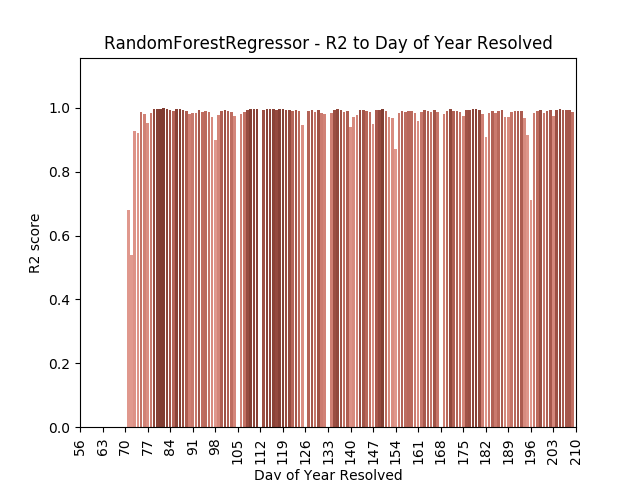 RandomForestRegressor - R2 to Day of Year Resolved
1.0
0.8
0.6
0.4
0.2
0.0
R2 score
56 63 70 77 84 91 98 105 112 119 126 133 140 147 154 161 168 175 182 189 196 203 210
Day of Year Resolved